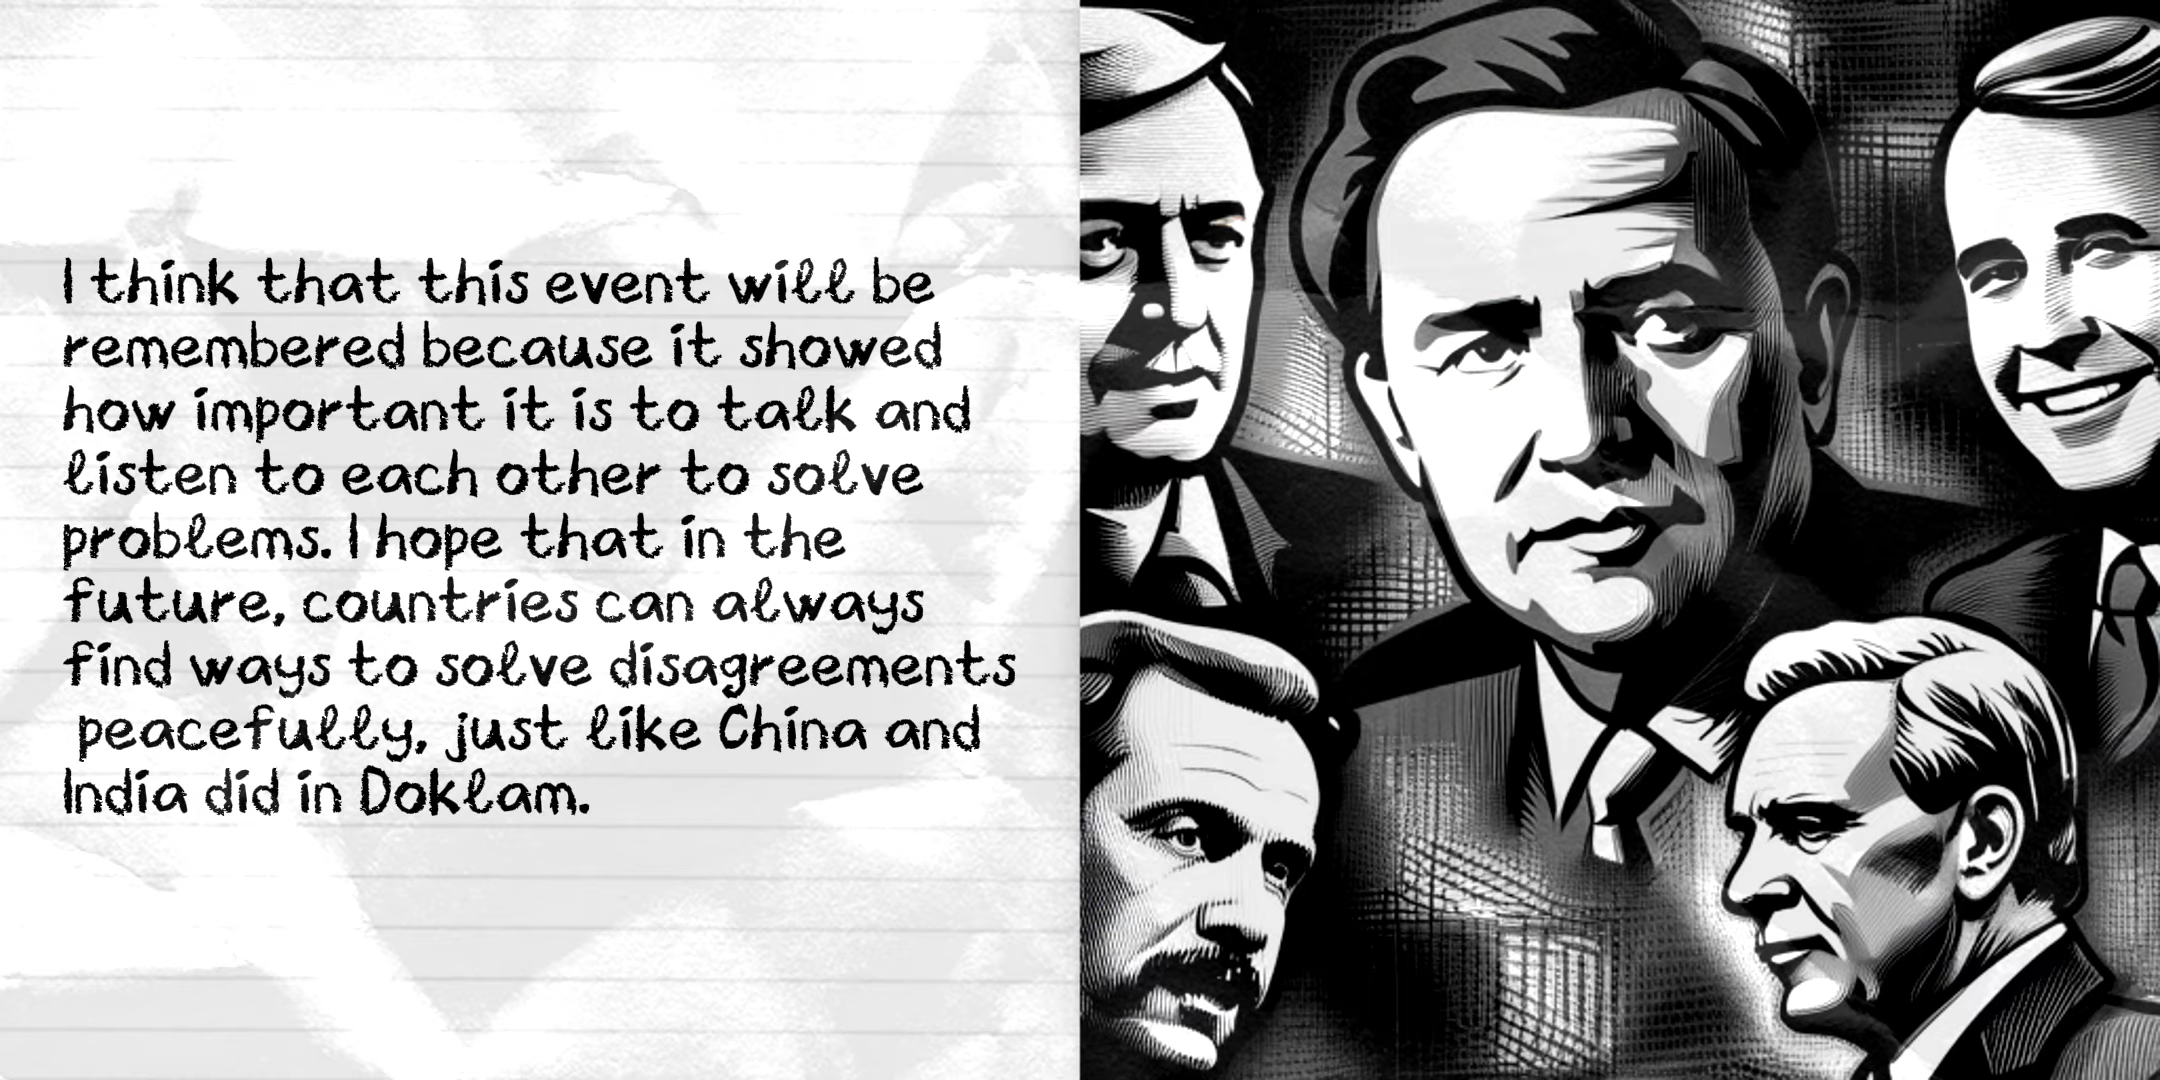 I think that this event will be
remembered because it showed
how important it is to talk and
listen to each other to solve
problems. I hope that in the
future, countries can always
find ways to solve disagreements
peacefully, just like China and
India did in Doklam.